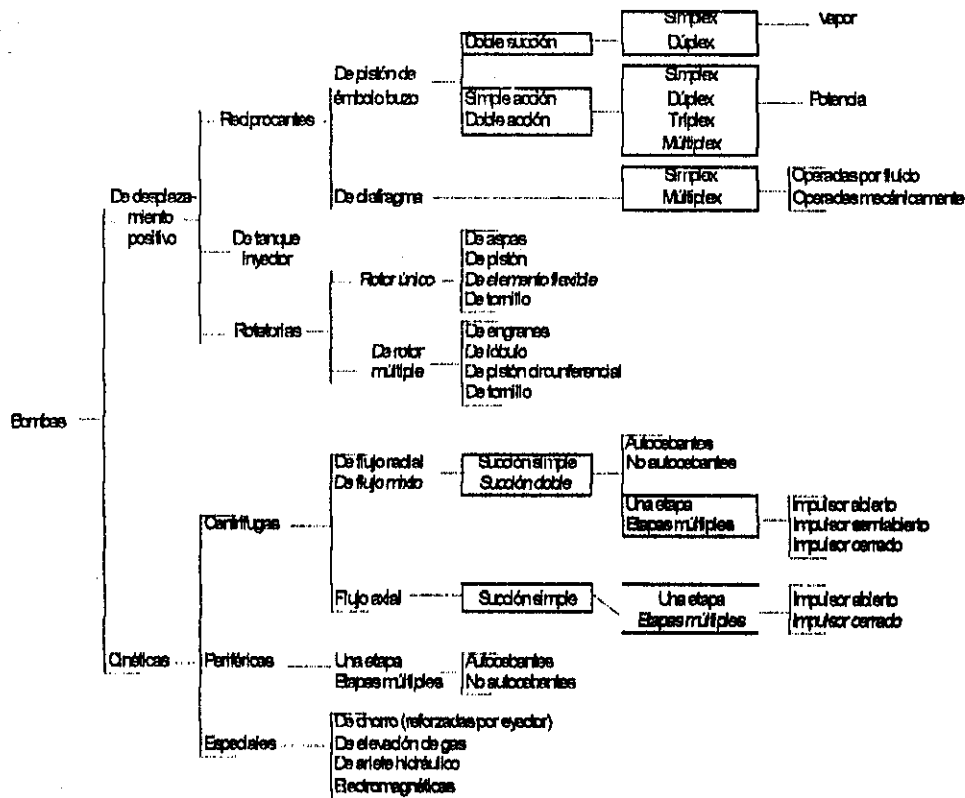 Bombas
De desplaza-
miento
positivo
Reciprocantes
De pistón de
émbolo buzo
Doble succión
Simplex
Dúplex
Vapor
Simple acción
Doble acción
Simplex
Dúplex
Tríplex
Múltiplex
Potencia
De diafragma
Simplex
Múltiplex
Operadas por fluído
Operadas mecánicamente
De tanque
Inyector
Rotatorias
Rotor único
De aspas
De pistón
De elemento flexible
De tornillo
De rotor
múltiple
De engranes
De lóbulo
De pistón circunferencial
De tornillo
Cinéticas
Centrífugas
De flujo radial
De flujo mixto
Succión simple
Succión doble
Autocebantes
No autocebantes
Una etapa
Etapas múltiples
Impulsor abierto
Impulsor semiabierto
Impulsor cerrado
Flujo axial
Succión simple
Una etapa
Etapas múltiples
Impulsor abierto
Impulsor cerrado
Periféricas
Una etapa
Etapas múltiples
Autocebantes
No autocebantes
Especiales
De chorro (reforzadas por eyector)
De elevación de gas
De ariete hidráulico
Electromagnéticas